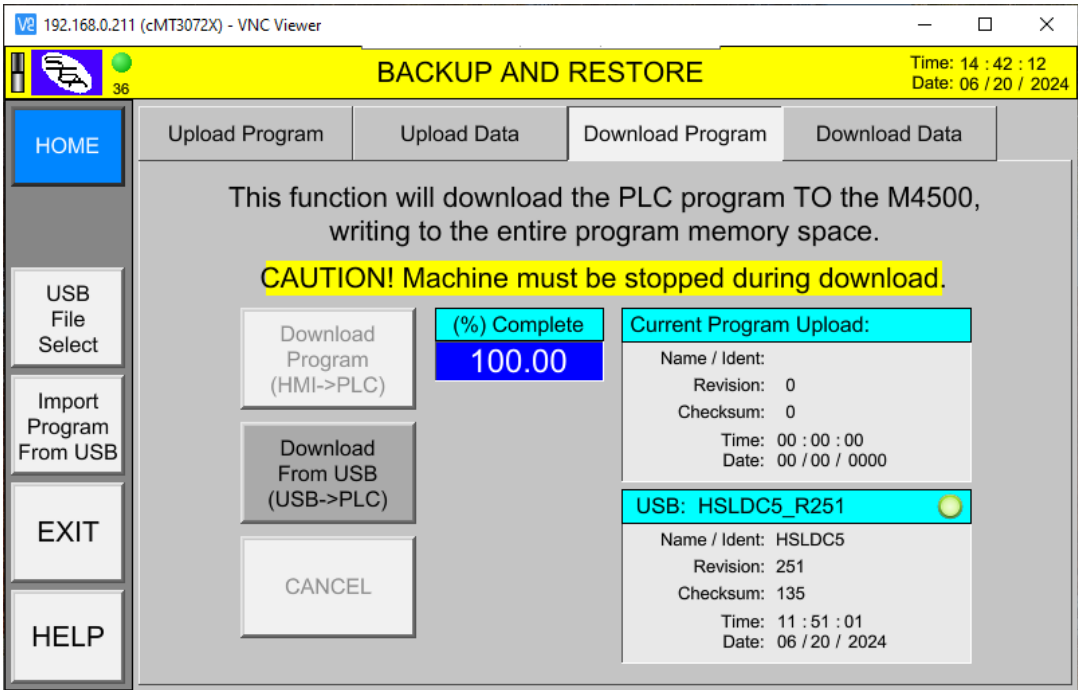 192.168.0.211 (cMT3072X) - VNC Viewer
36
BACKUP AND RESTORE
Time: 14 : 42 : 12
Date: 06 / 20 / 2024
HOME
USB
File
Select
Import
Program
From USB
EXIT
HELP
Upload Program
Upload Data
Download Program
Download Data
This function will download the PLC program TO the M4500,
writing to the entire program memory space.
CAUTION! Machine must be stopped during download.
Download
Program
(HMI->PLC)
Download
From USB
(USB->PLC)
CANCEL
(%) Complete
100.00
Current Program Upload:
Name / Ident:
Revision: 0
Checksum: 0
Time: 00 : 00 : 00
Date: 00 / 00 / 0000
USB: HSLDC5_R251
Name / Ident: HSLDC5
Revision: 251
Checksum: 135
Time: 11 : 51 : 01
Date: 06 / 20 / 2024